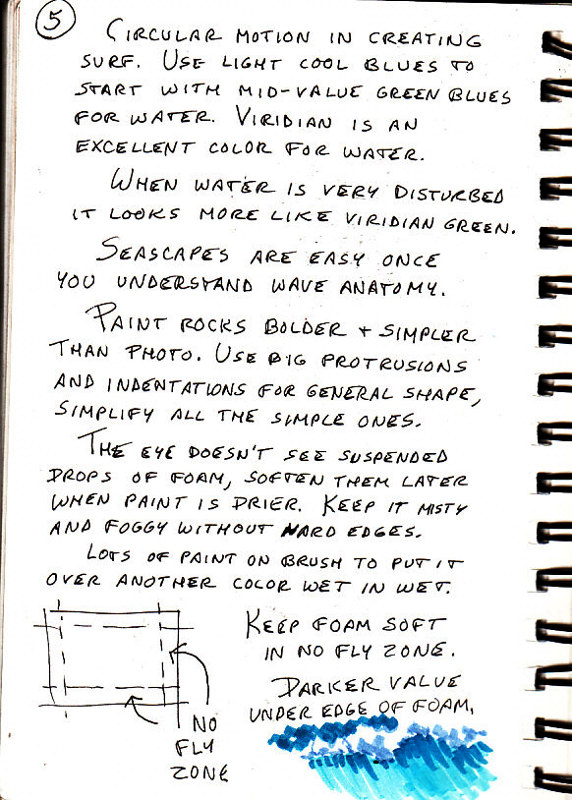 5
CIRCULAR MOTION IN CREATING
SURF. USE LIGHT COOL BLUES TO
START WITH MID-VALUE GREEN BLUES
FOR WATER. VIRIDIAN IS AN
EXCELLENT COLOR FOR WATER.
WHEN WATER IS VERY DISTURBED
IT LOOKS MORE LIKE VIRIDIAN GREEN.
SEASCAPES ARE EASY ONCE
YOU UNDERSTAND WAVE ANATOMY.
PAINT ROCKS BOLDER + SIMPLER
THAN PHOTO. USE BIG PROTRUSIONS
AND INDENTATIONS FOR GENERAL SHAPE,
SIMPLIFY ALL THE SIMPLE ONES.
THE EYE DOESN'T SEE SUSPENDED
DROPS OF FOAM, SOFTEN THEM LATER
WHEN PAINT IS DRIER. KEEP IT MISTY
AND FOGGY WITHOUT HARD EDGES.
LOTS OF PAINT ON BRUSH TO PUT IT
OVER ANOTHER COLOR WET IN WET.
KEEP FOAM SOFT
IN NO FLY ZONE.
DARKER VALUE
UNDER EDGE OF FOAM.
NO
FLY
ZONE